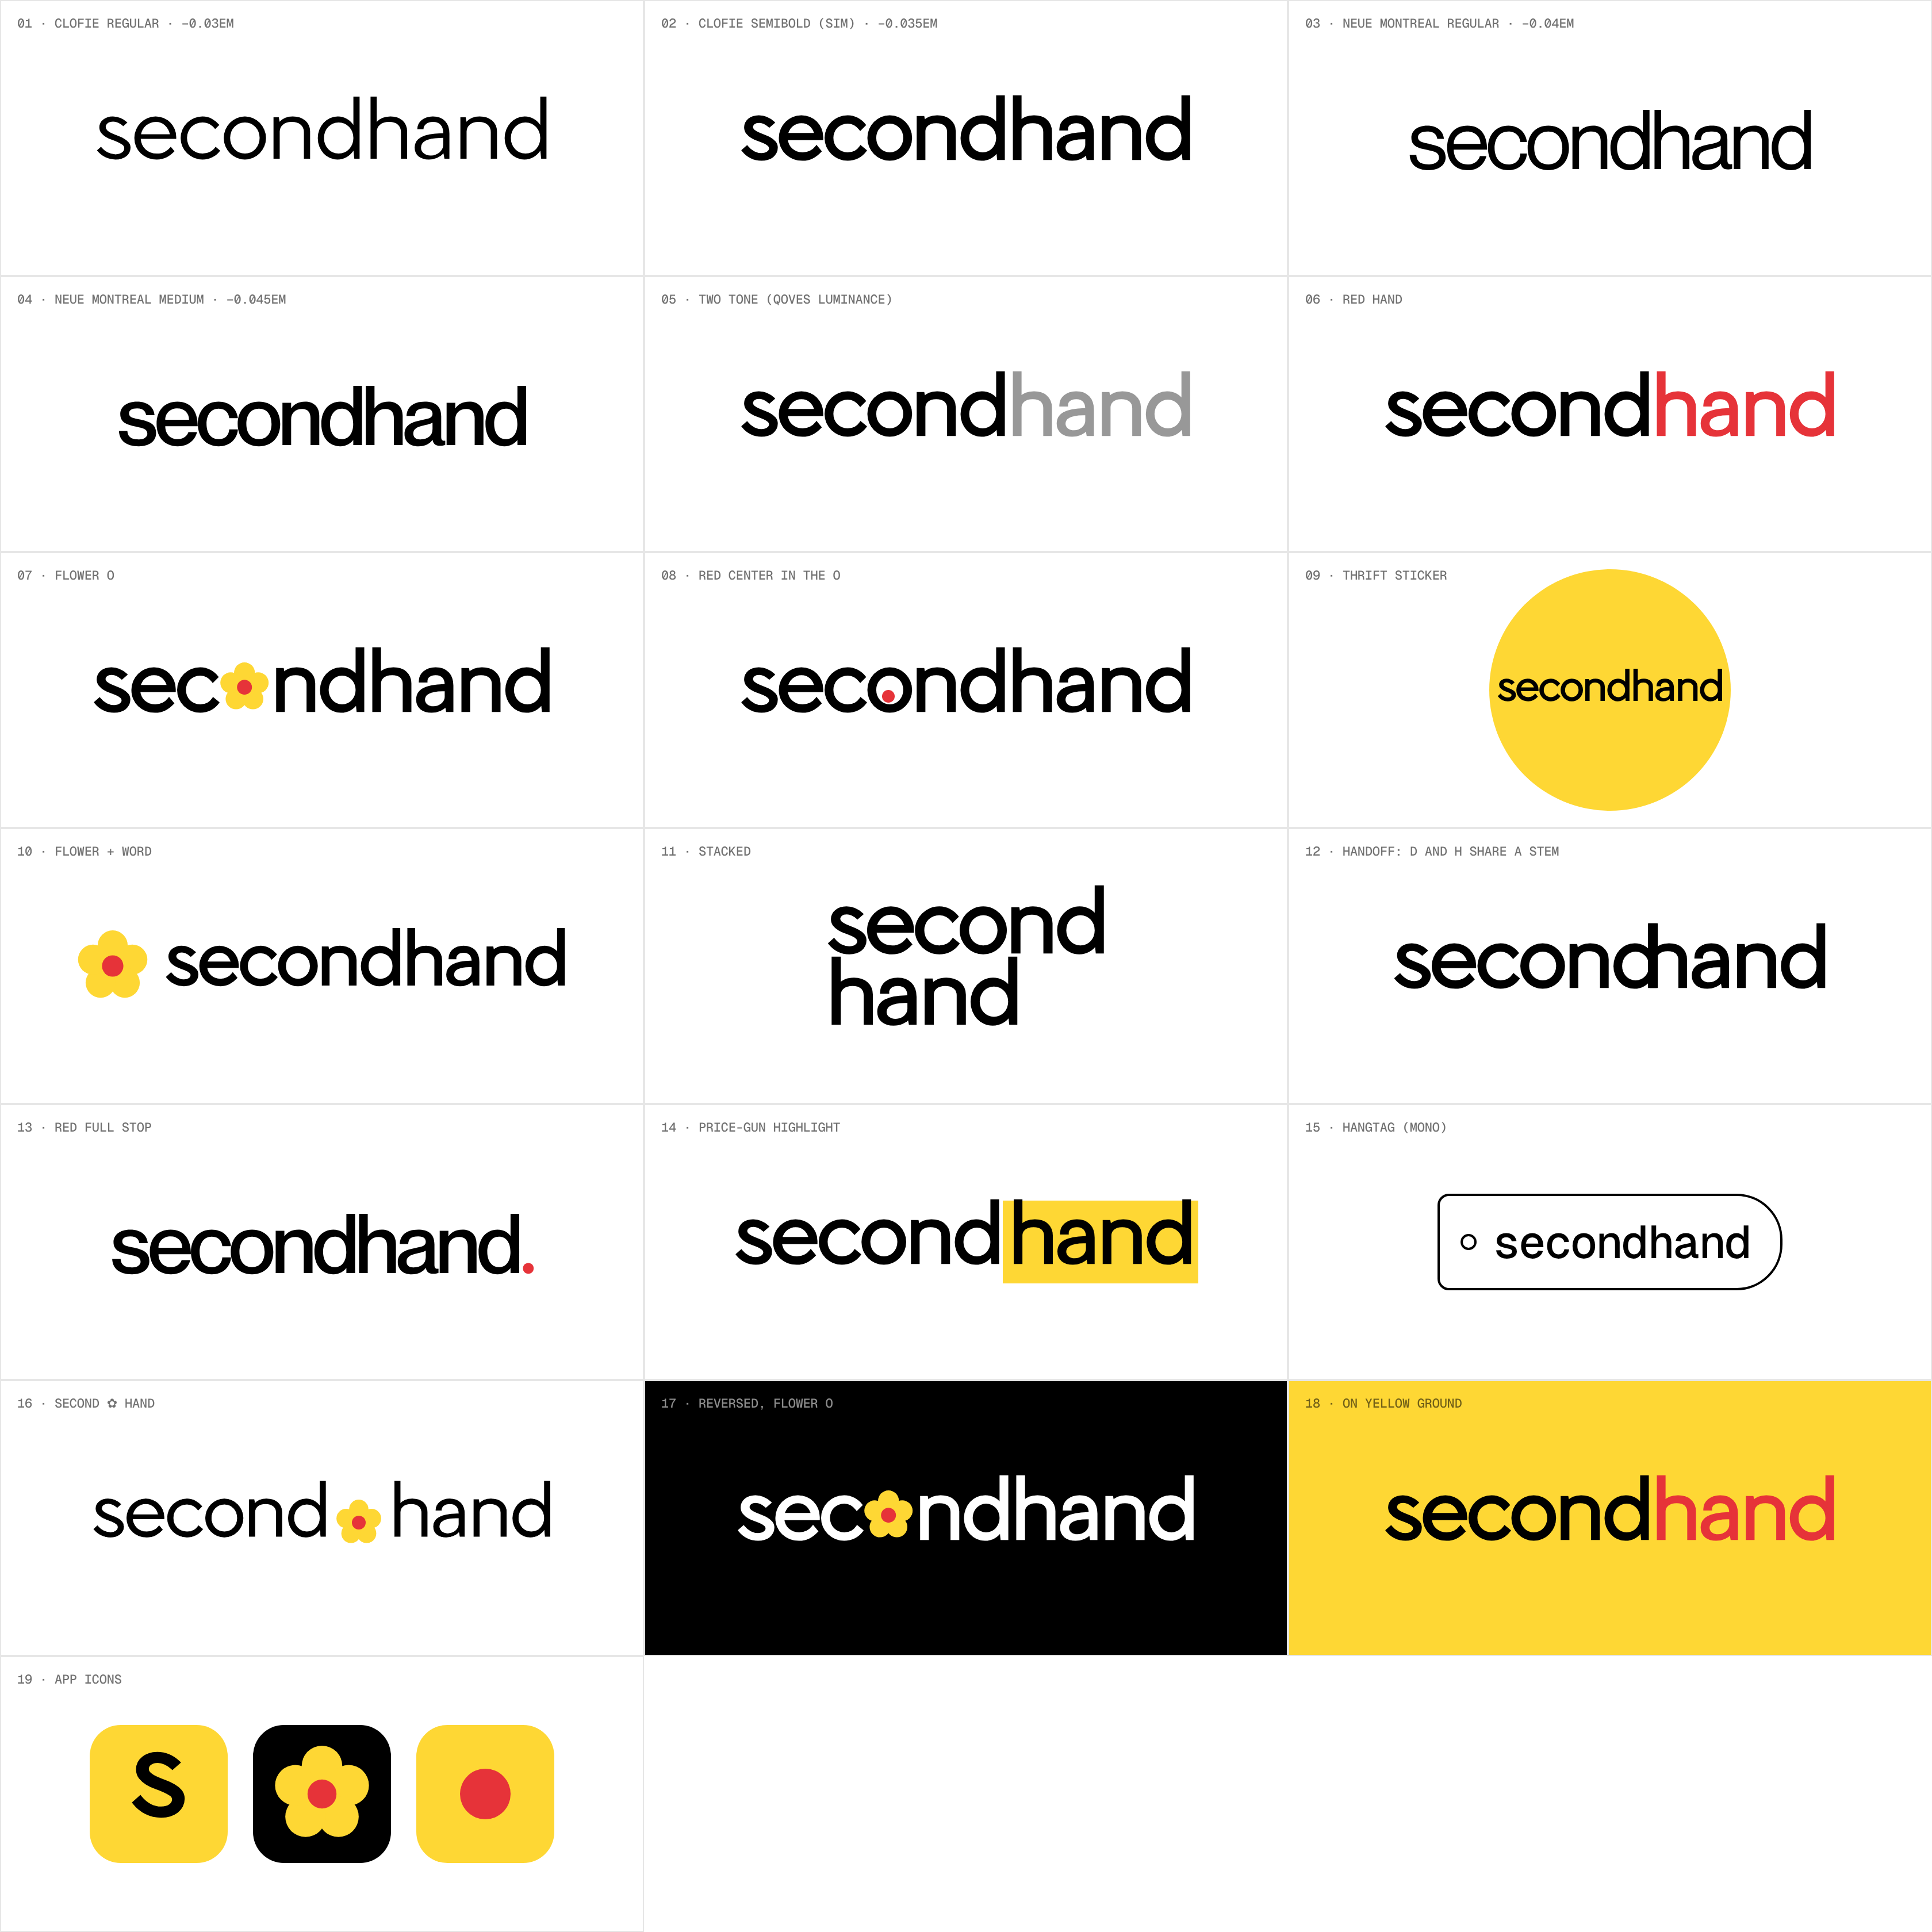 01 · CLOFIE REGULAR · −0.03EM
secondhand
02 · CLOFIE SEMIBOLD (SIM) · −0.035EM
secondhand
03 · NEUE MONTREAL REGULAR · −0.04EM
secondhand
04 · NEUE MONTREAL MEDIUM · −0.045EM
secondhand
05 · TWO TONE (QOVES LUMINANCE)
secondhand
06 · RED HAND
secondhand
07 · FLOWER O
sec✿ndhand
08 · RED CENTER IN THE O
secondhand
09 · THRIFT STICKER
secondhand
10 · FLOWER + WORD
secondhand
11 · STACKED
second
hand
12 · HANDOFF: D AND H SHARE A STEM
secondhand
13 · RED FULL STOP
secondhand.
14 · PRICE-GUN HIGHLIGHT
secondhand
15 · HANGTAG (MONO)
secondhand
16 · SECOND ✿ HAND
second ✿ hand
17 · REVERSED, FLOWER O
sec✿ndhand
18 · ON YELLOW GROUND
secondhand
19 · APP ICONS
s